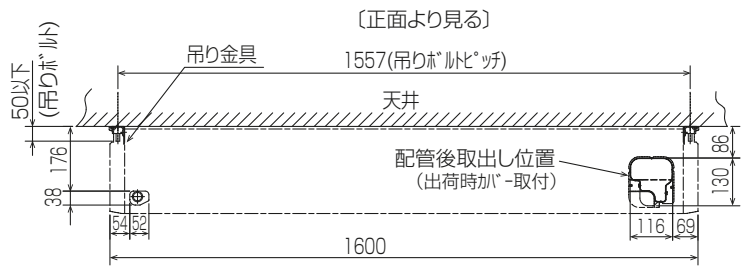 〔正面より見る〕
吊り金具
1557(吊りボルトピッチ)
50以下
(吊りボルト)
天井
176
38
配管後取出し位置
(出荷時カバー取付)
86
130
54
52
116
69
1600